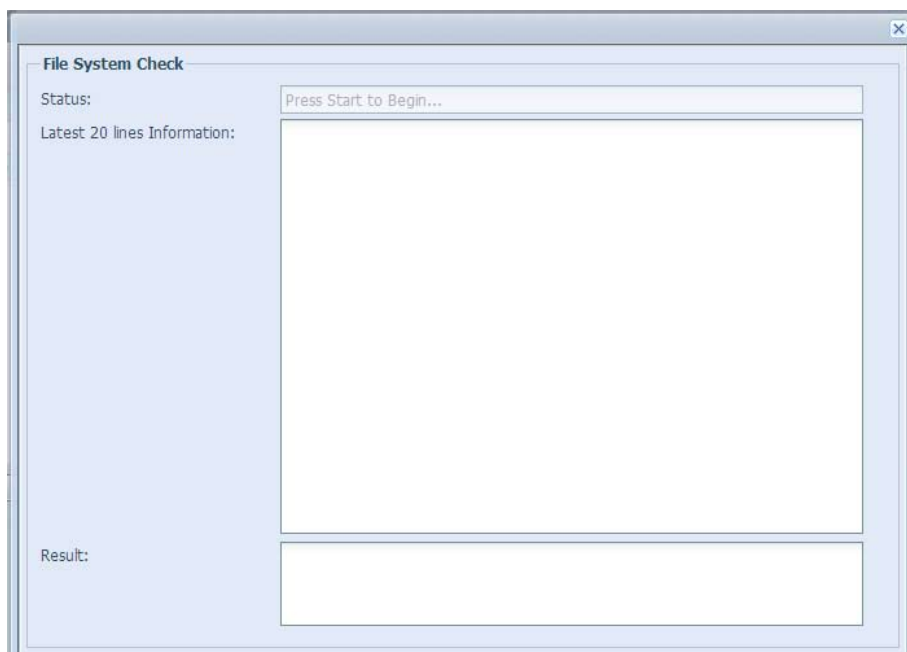 File System Check
Status: Press Start to Begin...
Latest 20 lines Information:
Result: